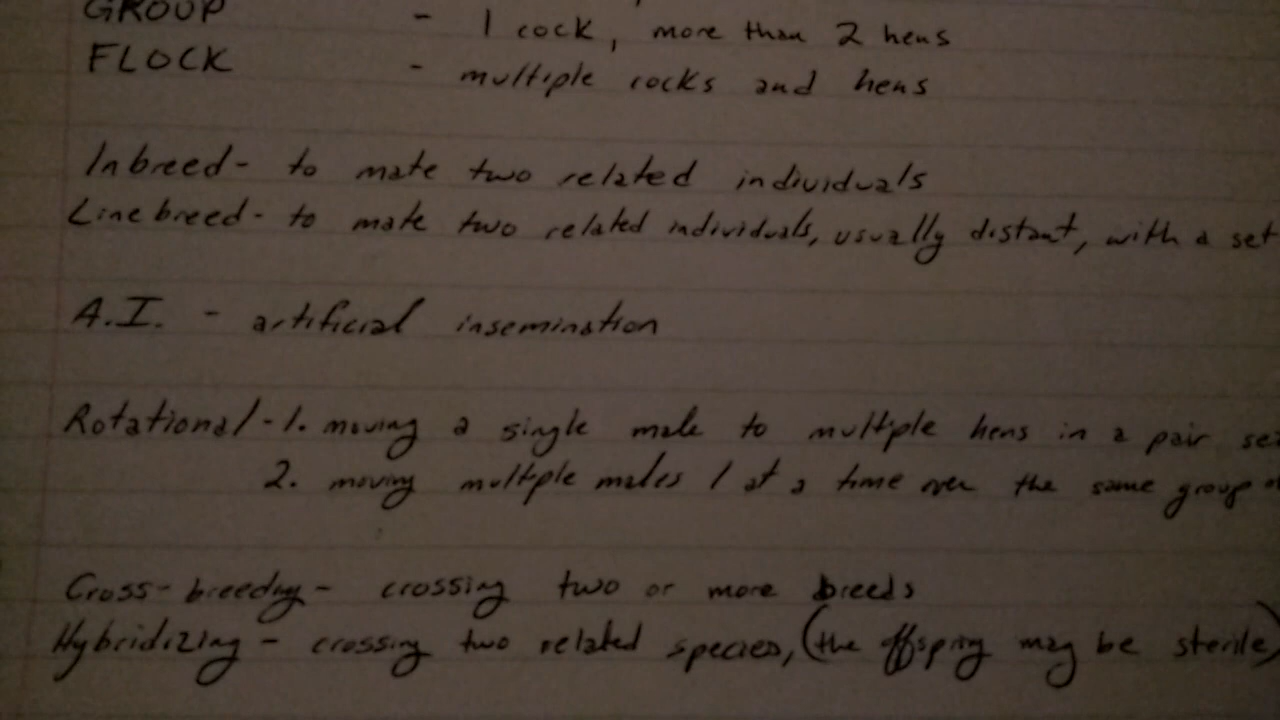 GROUP - 1 cock, more than 2 hens
FLOCK - multiple cocks and hens
Inbreed - to mate two related individuals
Linebreed - to mate two related individuals, usually distant, with a set
A.I. - artificial insemination
Rotational - 1. moving a single male to multiple hens in a pair
2. moving multiple males 1 at a time over the same group
Cross-breeding - crossing two or more breeds
Hybridizing - crossing two related species, (the offspring may be sterile)